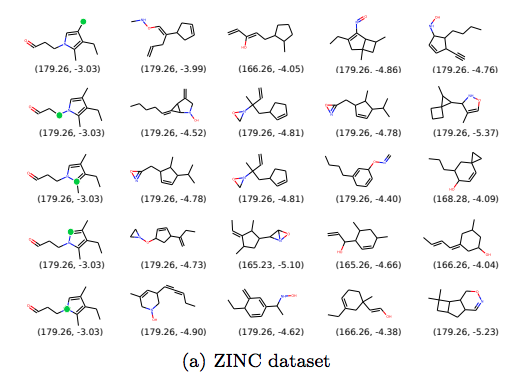 (179.26, -3.03) (179.26, -3.99) (166.26, -4.05) (179.26, -4.86) (179.26, -4.76)
(179.26, -3.03) (179.26, -4.52) (179.26, -4.81) (179.26, -4.78) (179.26, -5.37)
(179.26, -3.03) (179.26, -4.78) (179.26, -4.81) (179.26, -4.40) (168.28, -4.09)
(179.26, -3.03) (179.26, -4.73) (165.23, -5.10) (165.26, -4.66) (166.26, -4.04)
(179.26, -3.03) (179.26, -4.90) (179.26, -4.62) (166.26, -4.38) (179.26, -5.23)
(a) ZINC dataset